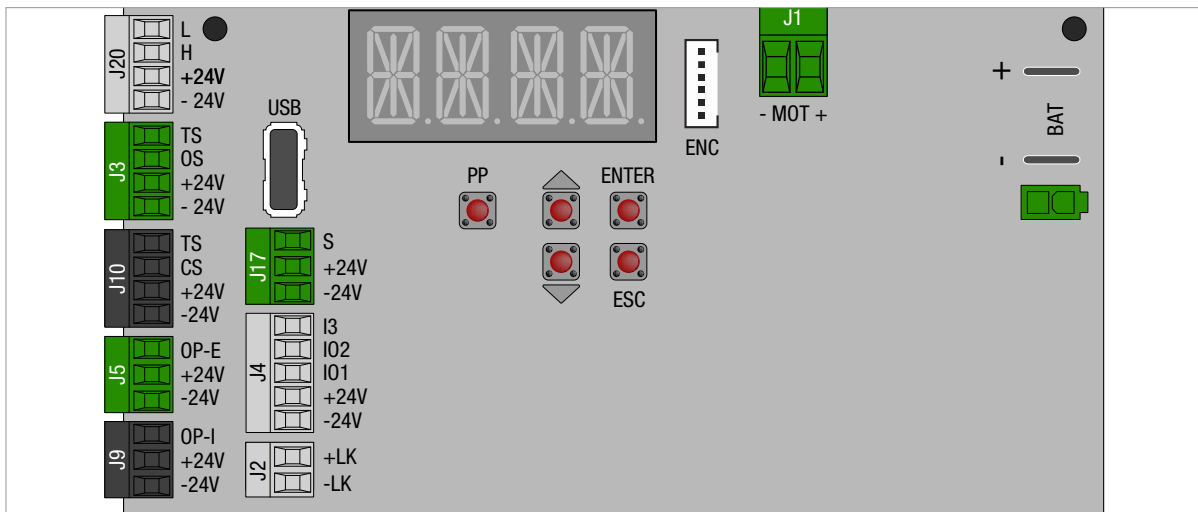 J20
L
H
+24V
- 24V
J3
TS
OS
+24V
- 24V
J10
TS
CS
+24V
-24V
J5
OP-E
+24V
-24V
J9
OP-I
+24V
-24V
USB
J17
S
+24V
-24V
J4
I3
IO2
IO1
+24V
-24V
J2
+LK
-LK
PP
ENTER
ESC
ENC
J1
- MOT +
+
BAT
-